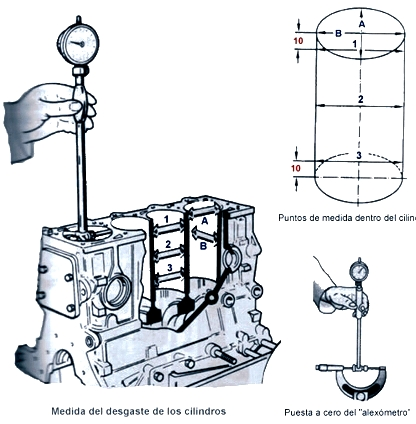 A
B
10
1
2
3
10
Puntos de medida dentro del cilin
1
2
3
A
B
Medida del desgaste de los cilindros
Puesta a cero del "alexómetro"